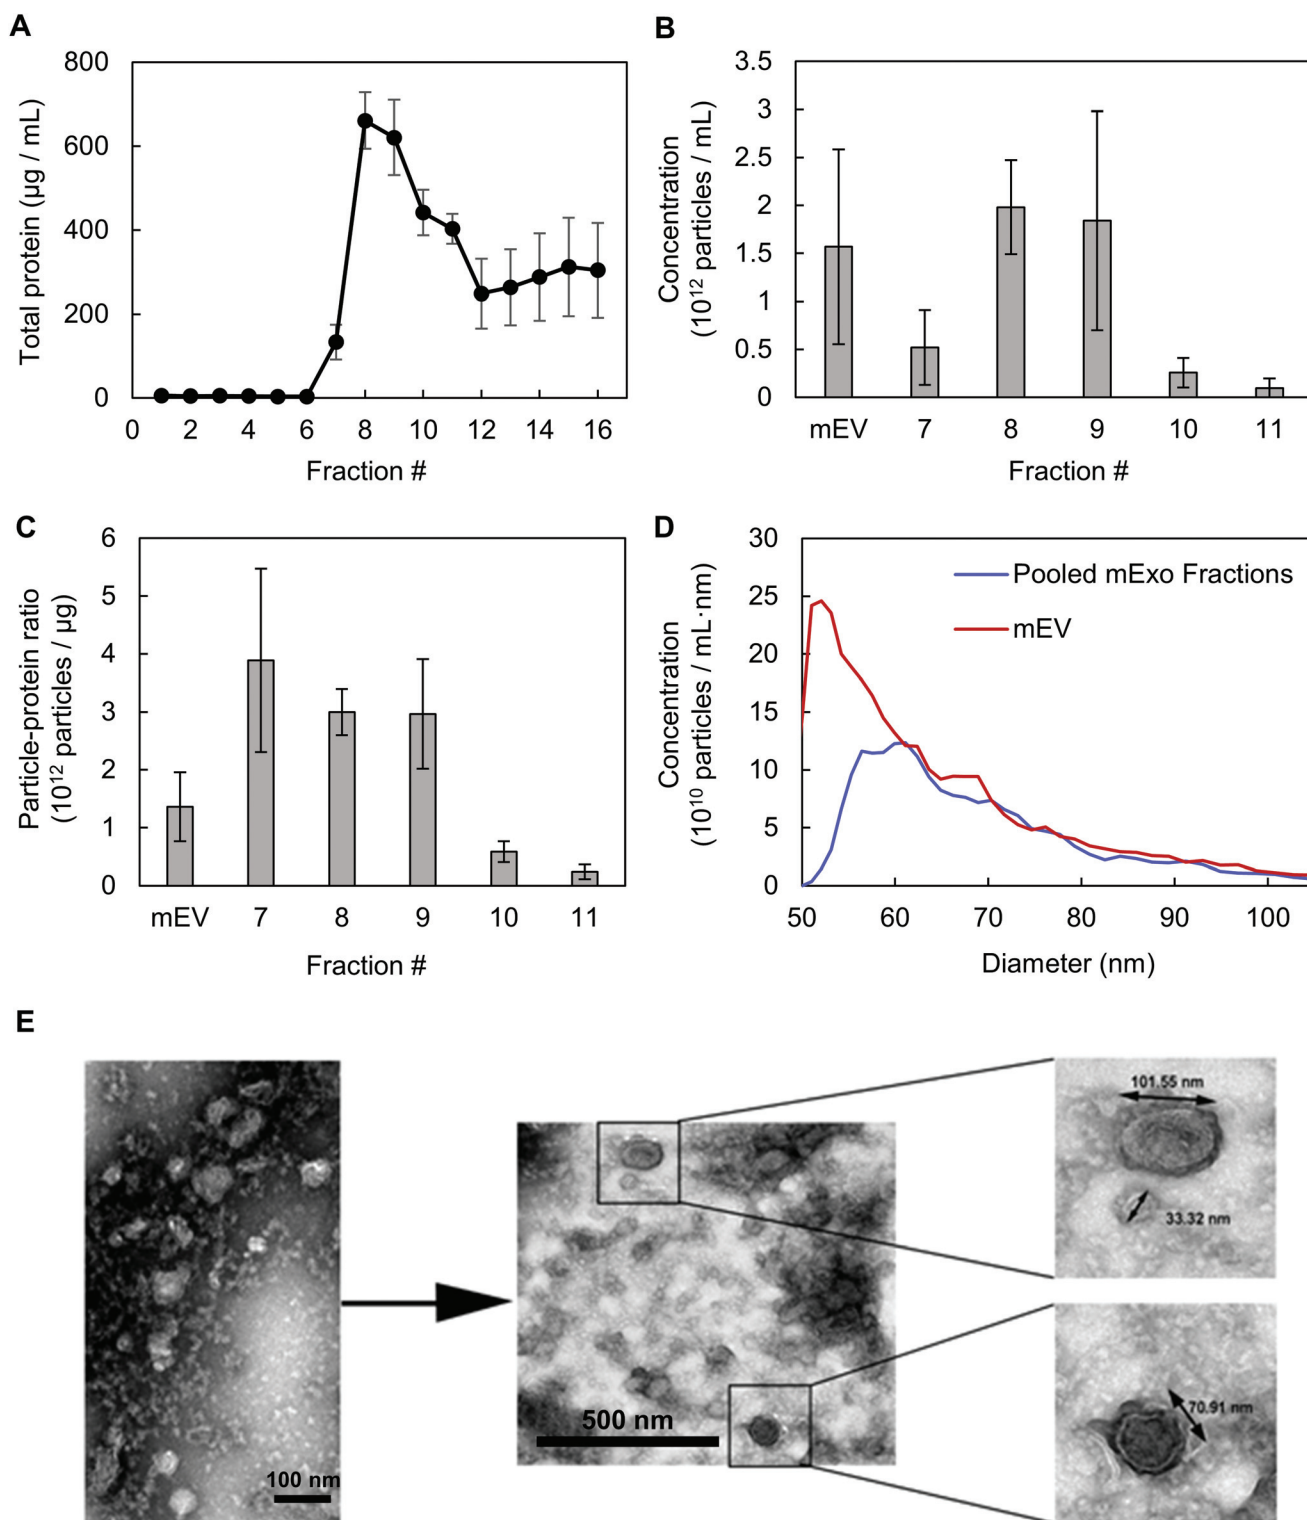 A
800
600
400
200
0
Total protein (µg / mL)
0 2 4 6 8 10 12 14 16
Fraction #
B
3.5
3
2.5
2
1.5
1
0.5
0
Concentration
(10¹² particles / mL)
mEV 7 8 9 10 11
Fraction #
C
6
5
4
3
2
1
0
Particle-protein ratio
(10¹² particles / µg)
mEV 7 8 9 10 11
Fraction #
D
30
25
20
15
10
5
0
Concentration
(10¹⁰ particles / mL·nm)
Pooled mExo Fractions
mEV
50 60 70 80 90 100
Diameter (nm)
E
100 nm
500 nm
101.55 nm
33.32 nm
70.91 nm